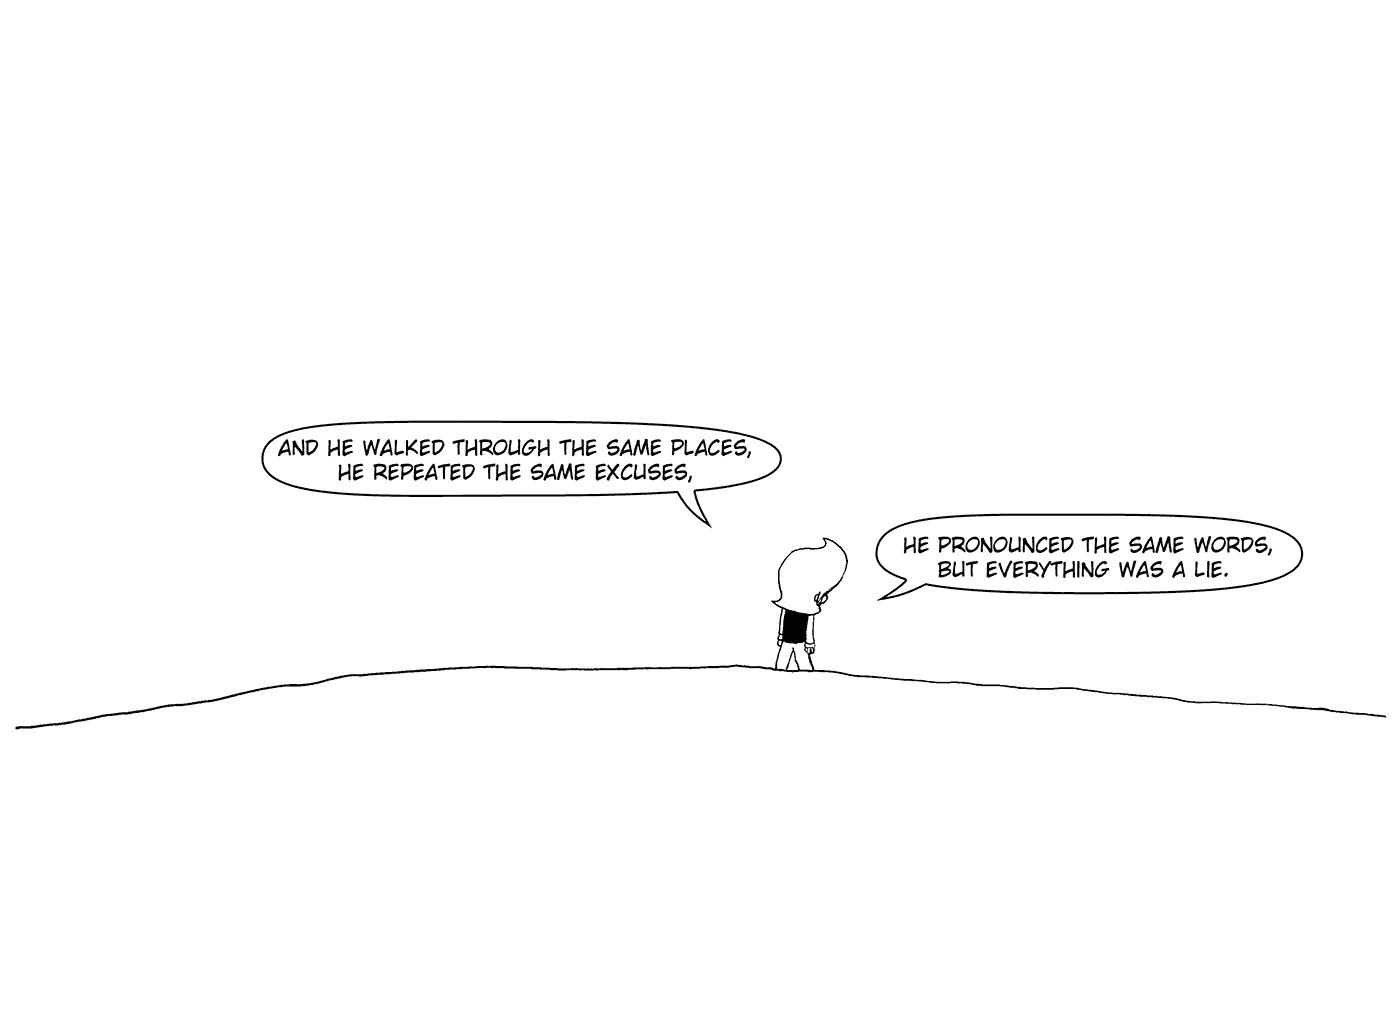 AND HE WALKED THROUGH THE SAME PLACES,
HE REPEATED THE SAME EXCUSES,
HE PRONOUNCED THE SAME WORDS,
BUT EVERYTHING WAS A LIE.